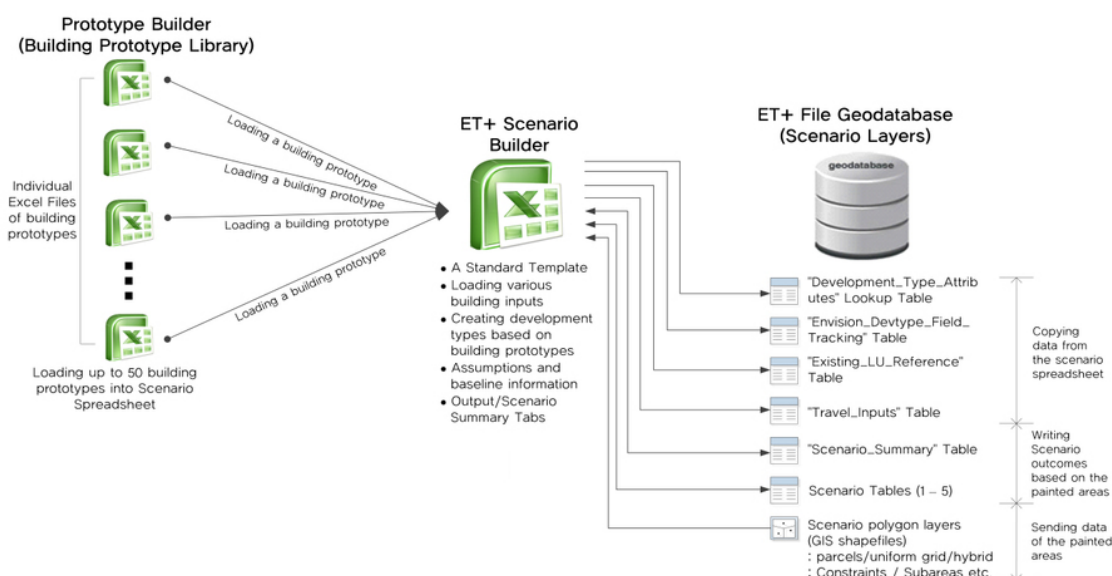 Prototype Builder
(Building Prototype Library)
Individual
Excel Files
of building
prototypes
Loading a building prototype
Loading a building prototype
Loading a building prototype
Loading a building prototype
Loading up to 50 building
prototypes into Scenario
Spreadsheet
ET+ Scenario
Builder
• A Standard Template
• Loading various
building inputs
• Creating development
types based on
building prototypes
• Assumptions and
baseline information
• Output/Scenario
Summary Tabs
ET+ File Geodatabase
(Scenario Layers)
geodatabase
"Development_Type_Attrib
utes" Lookup Table
"Envision_Devtype_Field_
Tracking" Table
"Existing_LU_Reference"
Table
"Travel_Inputs" Table
"Scenario_Summary" Table
Scenario Tables (1 – 5)
Scenario polygon layers
(GIS shapefiles)
: parcels/uniform grid/hybrid
: Constraints / Subareas etc.
Copying
data from
the scenario
spreadsheet
Writing
Scenario
outcomes
based on the
painted areas
Sending data
of the painted
areas